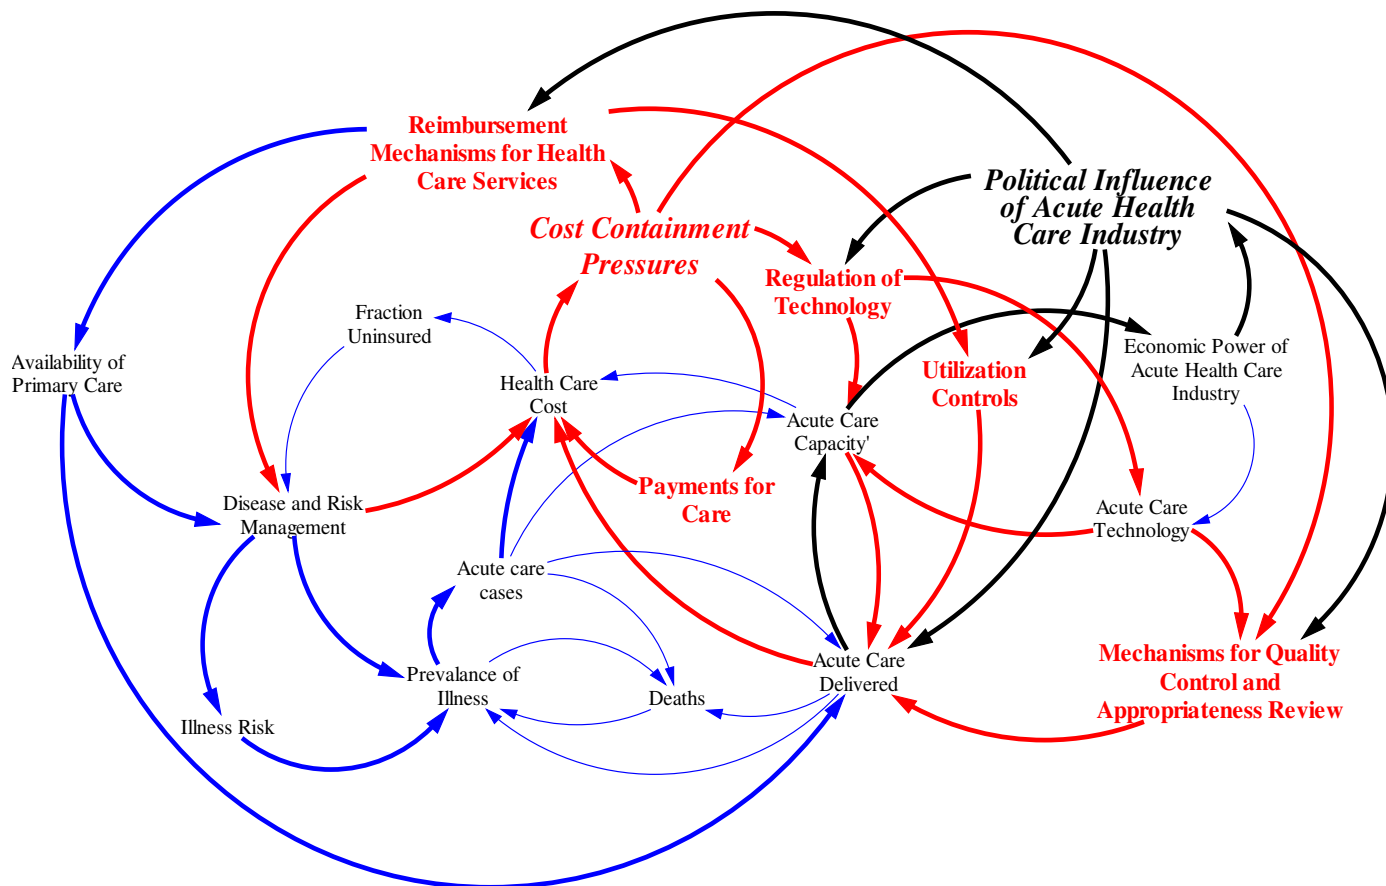 Reimbursement
Mechanisms for Health
Care Services
Political Influence
of Acute Health
Care Industry
Cost Containment
Pressures
Regulation of
Technology
Fraction
Uninsured
Availability of
Primary Care
Health Care
Cost
Utilization
Controls
Economic Power of
Acute Health Care
Industry
Acute Care
Capacity'
Disease and Risk
Management
Payments for
Care
Acute Care
Technology
Acute care
cases
Prevalance of
Illness
Deaths
Acute Care
Delivered
Mechanisms for Quality
Control and
Appropriateness Review
Illness Risk